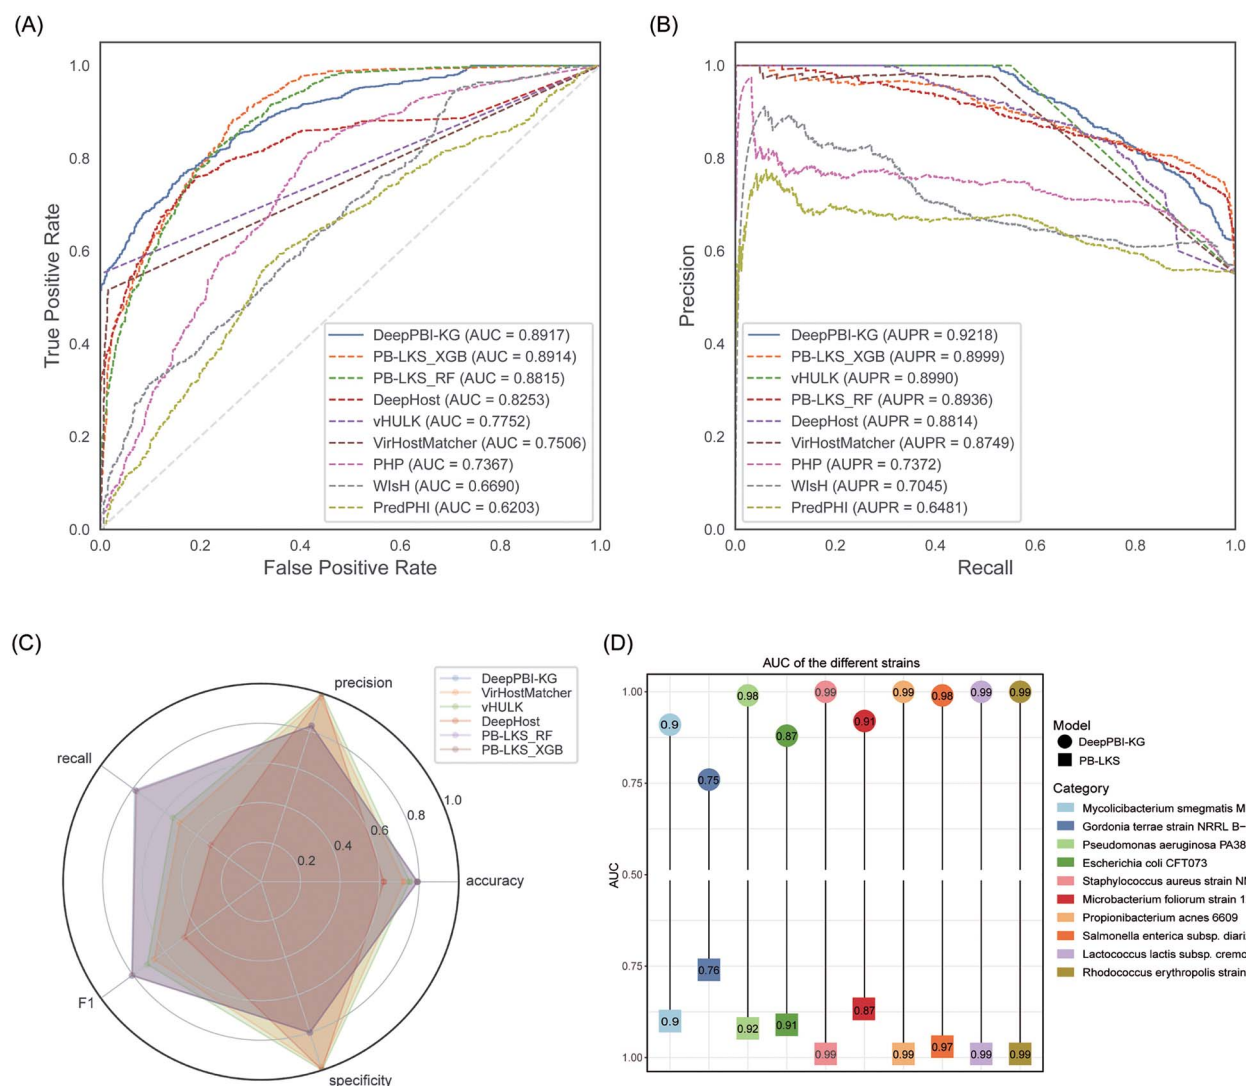 (A)
1.0
0.8
0.6
0.4
0.2
0.0
True Positive Rate
0.0
0.2
0.4
0.6
0.8
1.0
False Positive Rate
DeepPBI-KG (AUC = 0.8917)
PB-LKS_XGB (AUC = 0.8914)
PB-LKS_RF (AUC = 0.8815)
DeepHost (AUC = 0.8253)
vHULK (AUC = 0.7752)
VirHostMatcher (AUC = 0.7506)
PHP (AUC = 0.7367)
WIsH (AUC = 0.6690)
PredPHI (AUC = 0.6203)
(B)
1.0
0.8
0.6
0.4
0.2
0.0
Precision
0.0
0.2
0.4
0.6
0.8
1.0
Recall
DeepPBI-KG (AUPR = 0.9218)
PB-LKS_XGB (AUPR = 0.8999)
vHULK (AUPR = 0.8990)
PB-LKS_RF (AUPR = 0.8936)
DeepHost (AUPR = 0.8814)
VirHostMatcher (AUPR = 0.8749)
PHP (AUPR = 0.7372)
WIsH (AUPR = 0.7045)
PredPHI (AUPR = 0.6481)
(C)
precision
recall
accuracy
F1
specificity
0.2
0.4
0.6
0.8
1.0
DeepPBI-KG
VirHostMatcher
vHULK
DeepHost
PB-LKS_RF
PB-LKS_XGB
(D)
AUC of the different strains
1.00
0.75
0.50
0.75
1.00
AUC
0.9
0.75
0.98
0.87
0.99
0.91
0.99
0.98
0.99
0.99
0.9
0.76
0.92
0.91
0.99
0.87
0.99
0.97
0.99
0.99
Model
DeepPBI-KG
PB-LKS
Category
Mycolicibacterium smegmatis M
Gordonia terrae strain NRRL B-
Pseudomonas aeruginosa PA38
Escherichia coli CFT073
Staphylococcus aureus strain
Microbacterium foliorum strain 1
Propionibacterium acnes 6609
Salmonella enterica subsp. diari
Lactococcus lactis subsp. cremo
Rhodococcus erythropolis strain